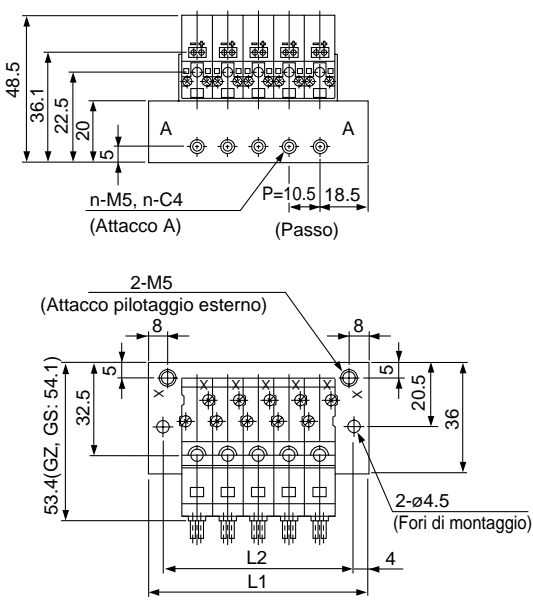 48.5
36.1
22.5
20
5
A A
n-M5, n-C4
(Attacco A)
P=10.5 18.5
(Passo)
2-M5
(Attacco pilotaggio esterno)
8 8
5 5
X X X X X X X
53.4(GZ, GS: 54.1)
32.5
20.5
36
2-ø4.5
(Fori di montaggio)
L2 4
L1